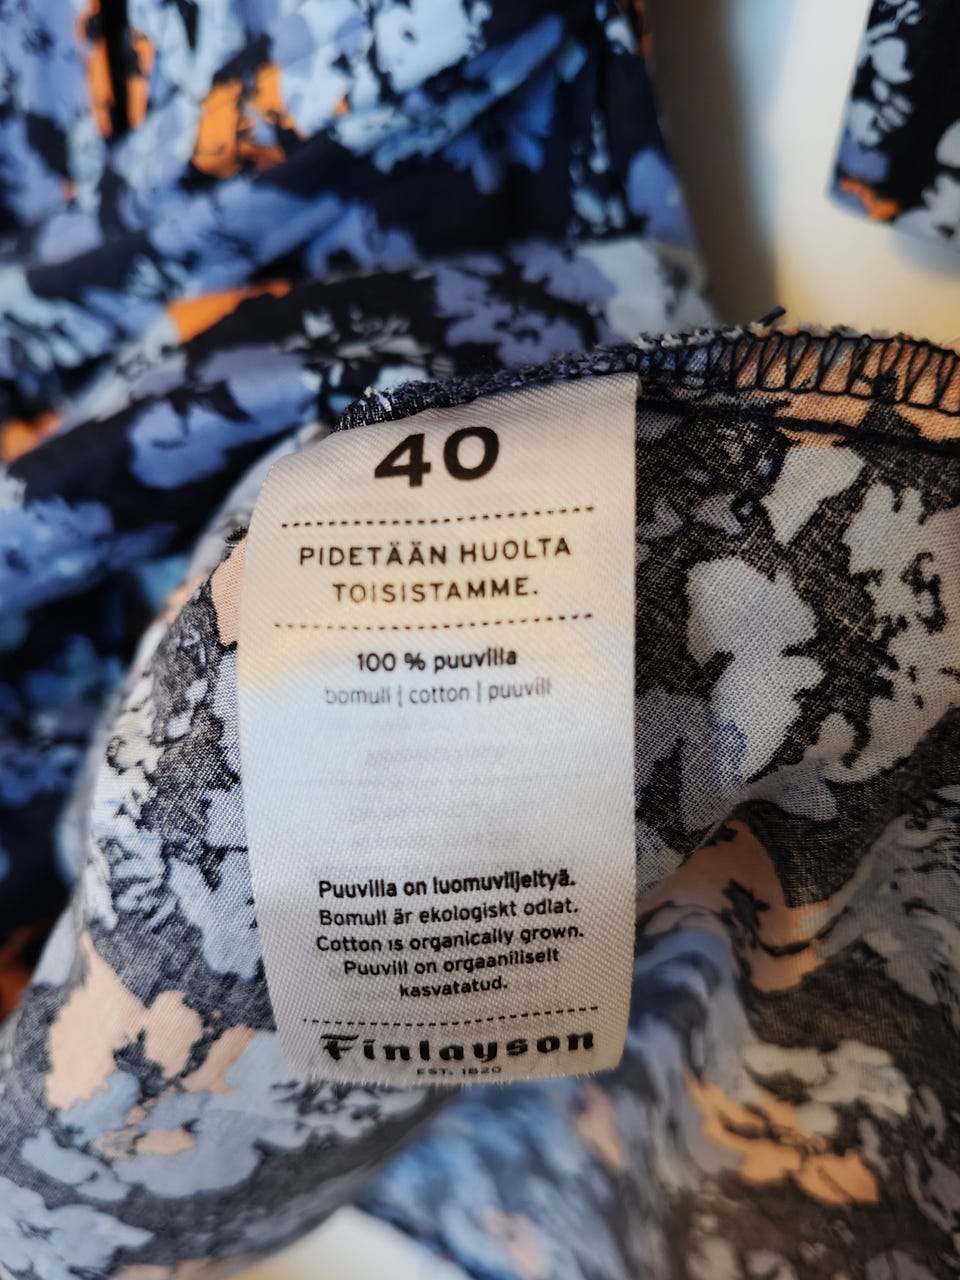 40
PIDETÄÄN HUOLTA
TOISISTAMME.
100 % puuvilla
bomull | cotton | puuvill
Puuvilla on luomuviljeltyä.
Bomull är ekologiskt odlat.
Cotton is organically grown.
Puuvill on orgaaniliselt
kasvatatud.
Finlayson
EST. 1820